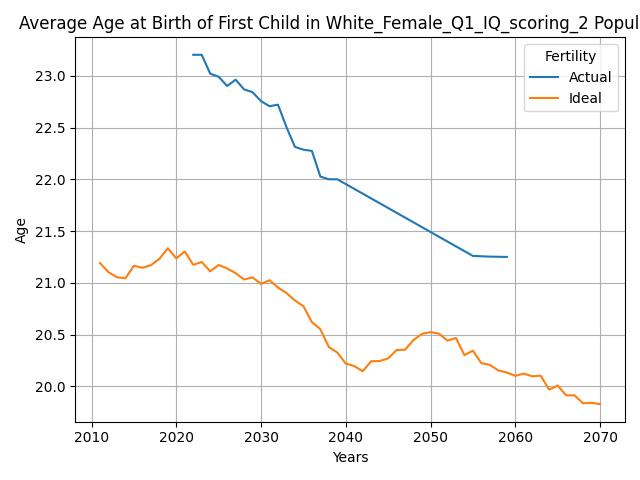 Average Age at Birth of First Child in White_Female_Q1_IQ_scoring_2 Popul
Fertility
Actual
Ideal
Age
23.0
22.5
22.0
21.5
21.0
20.5
20.0
2010 2020 2030 2040 2050 2060 2070
Years